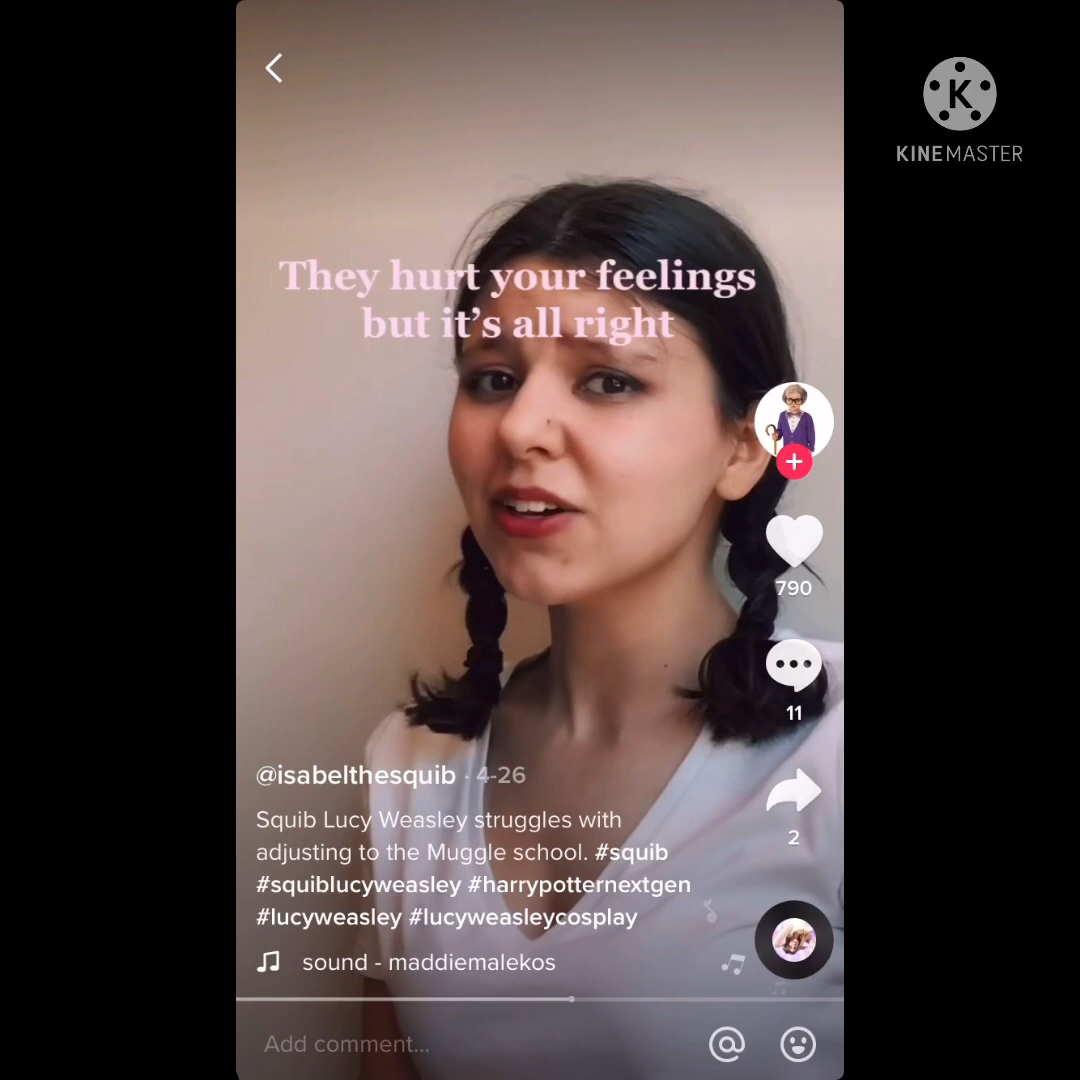 K
KINEMASTER
They hurt your feelings
but it’s all right
790
11
@isabelthesquib · 4-26
2
Squib Lucy Weasley struggles with
adjusting to the Muggle school. #squib
#squiblucyweasley #harrypotternextgen
#lucyweasley #lucyweasleycosplay
sound - maddiemalekos
Add comment...